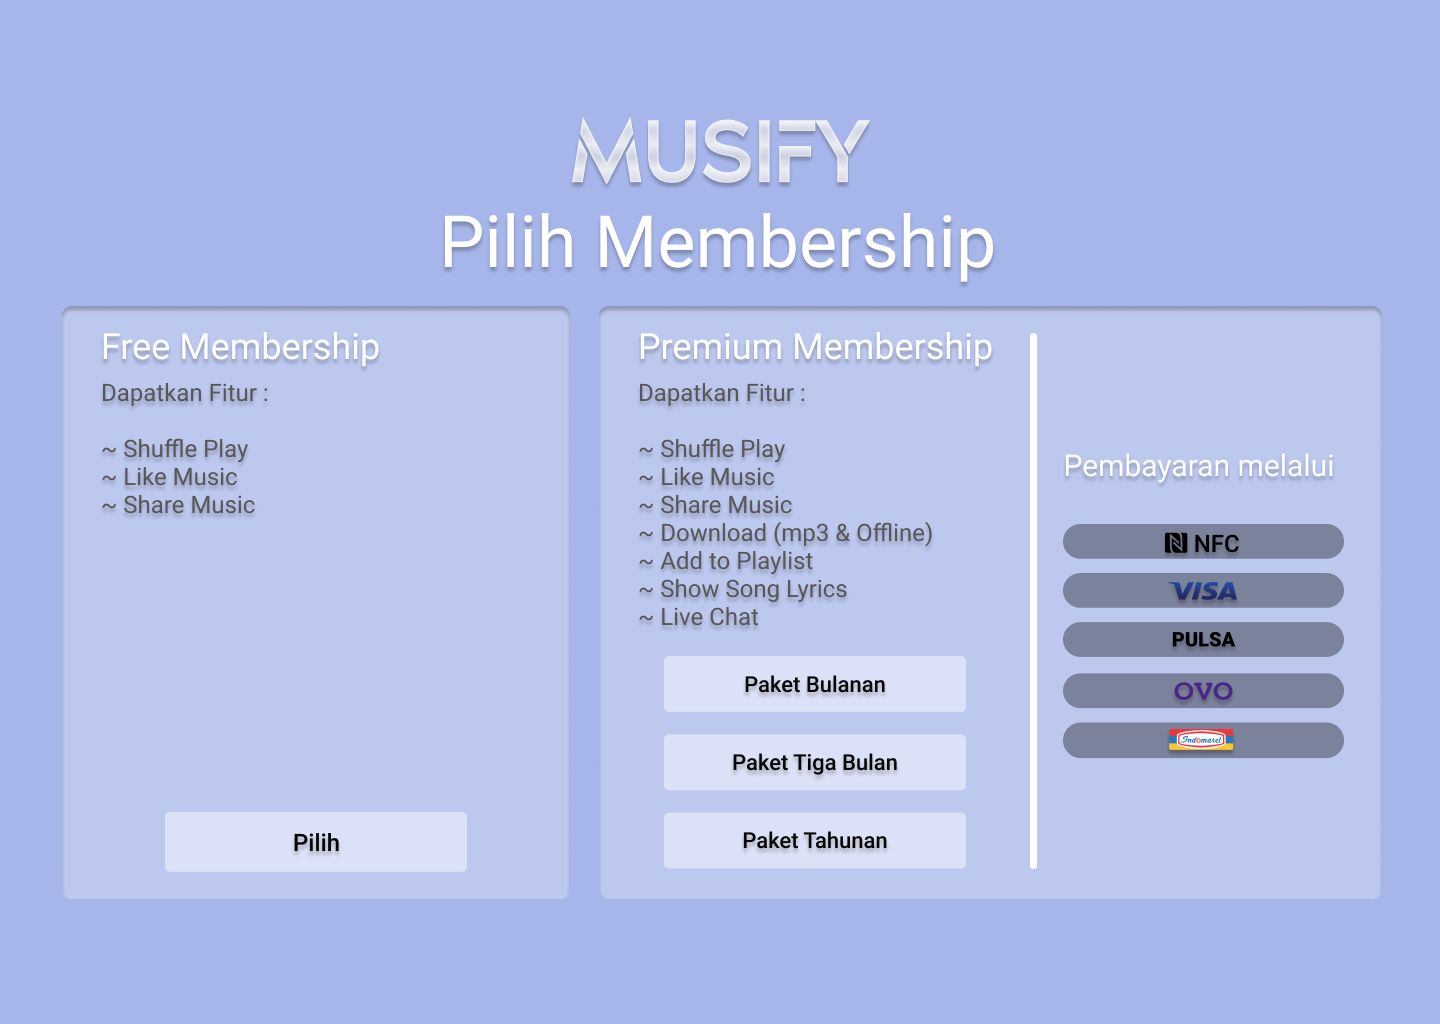 MUSIFY
Pilih Membership
Free Membership
Dapatkan Fitur :
~ Shuffle Play
~ Like Music
~ Share Music
Pilih
Premium Membership
Dapatkan Fitur :
~ Shuffle Play
~ Like Music
~ Share Music
~ Download (mp3 & Offline)
~ Add to Playlist
~ Show Song Lyrics
~ Live Chat
Paket Bulanan
Paket Tiga Bulan
Paket Tahunan
Pembayaran melalui
NFC
VISA
PULSA
OVO
Indomaret